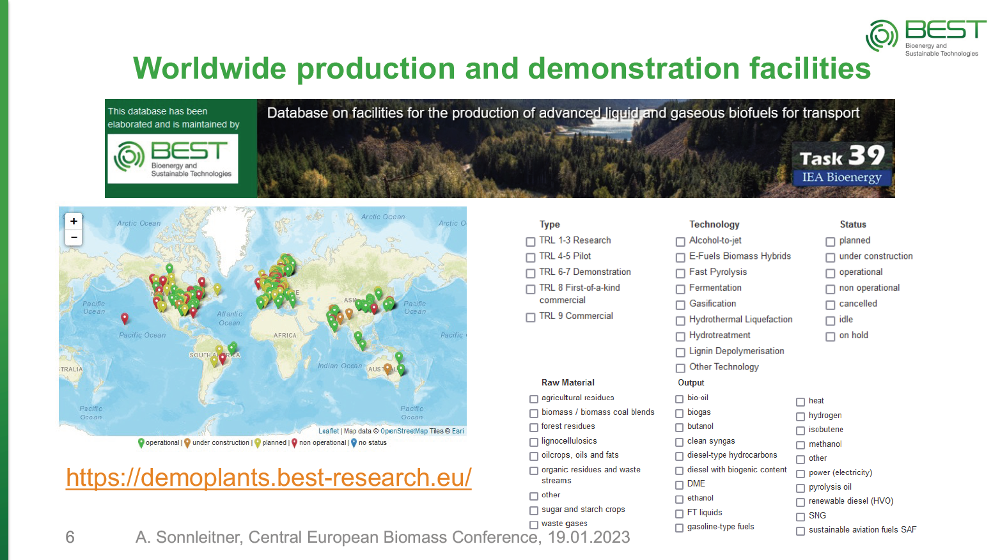 BEST
Bioenergy and
Sustainable Technologies
Worldwide production and demonstration facilities
This database has been
elaborated and is maintained by
BEST
Bioenergy and
Sustainable Technologies
Database on facilities for the production of advanced liquid and gaseous biofuels for transport
Task 39
IEA Bioenergy
+
−
Arctic Ocean
Arctic Ocean
Arctic O
Pacific
Ocean
Atlantic
Ocean
ASIA
Pacific
Ocean
Pacific Ocean
AFRICA
Pacific
SOUTH AMERICA
Indian Ocean
STRALIA
Pacific
Ocean
Pacific
Ocean
Leaflet | Map data © OpenStreetMap Tiles © Esri
operational | under construction | planned | non operational | no status
https://demoplants.best-research.eu/
Type
TRL 1-3 Research
TRL 4-5 Pilot
TRL 6-7 Demonstration
TRL 8 First-of-a-kind
commercial
TRL 9 Commercial
Technology
Alcohol-to-jet
E-Fuels Biomass Hybrids
Fast Pyrolysis
Fermentation
Gasification
Hydrothermal Liquefaction
Hydrotreatment
Lignin Depolymerisation
Other Technology
Status
planned
under construction
operational
non operational
cancelled
idle
on hold
Raw Material
agricultural residues
biomass / biomass coal blends
forest residues
lignocellulosics
oilcrops, oils and fats
organic residues and waste
streams
other
sugar and starch crops
waste gases
Output
bio-oil
biogas
butanol
clean syngas
diesel-type hydrocarbons
diesel with biogenic content
DME
ethanol
FT liquids
gasoline-type fuels
heat
hydrogen
isobutene
methanol
other
power (electricity)
pyrolysis oil
renewable diesel (HVO)
SNG
sustainable aviation fuels SAF
6
A. Sonnleitner, Central European Biomass Conference, 19.01.2023